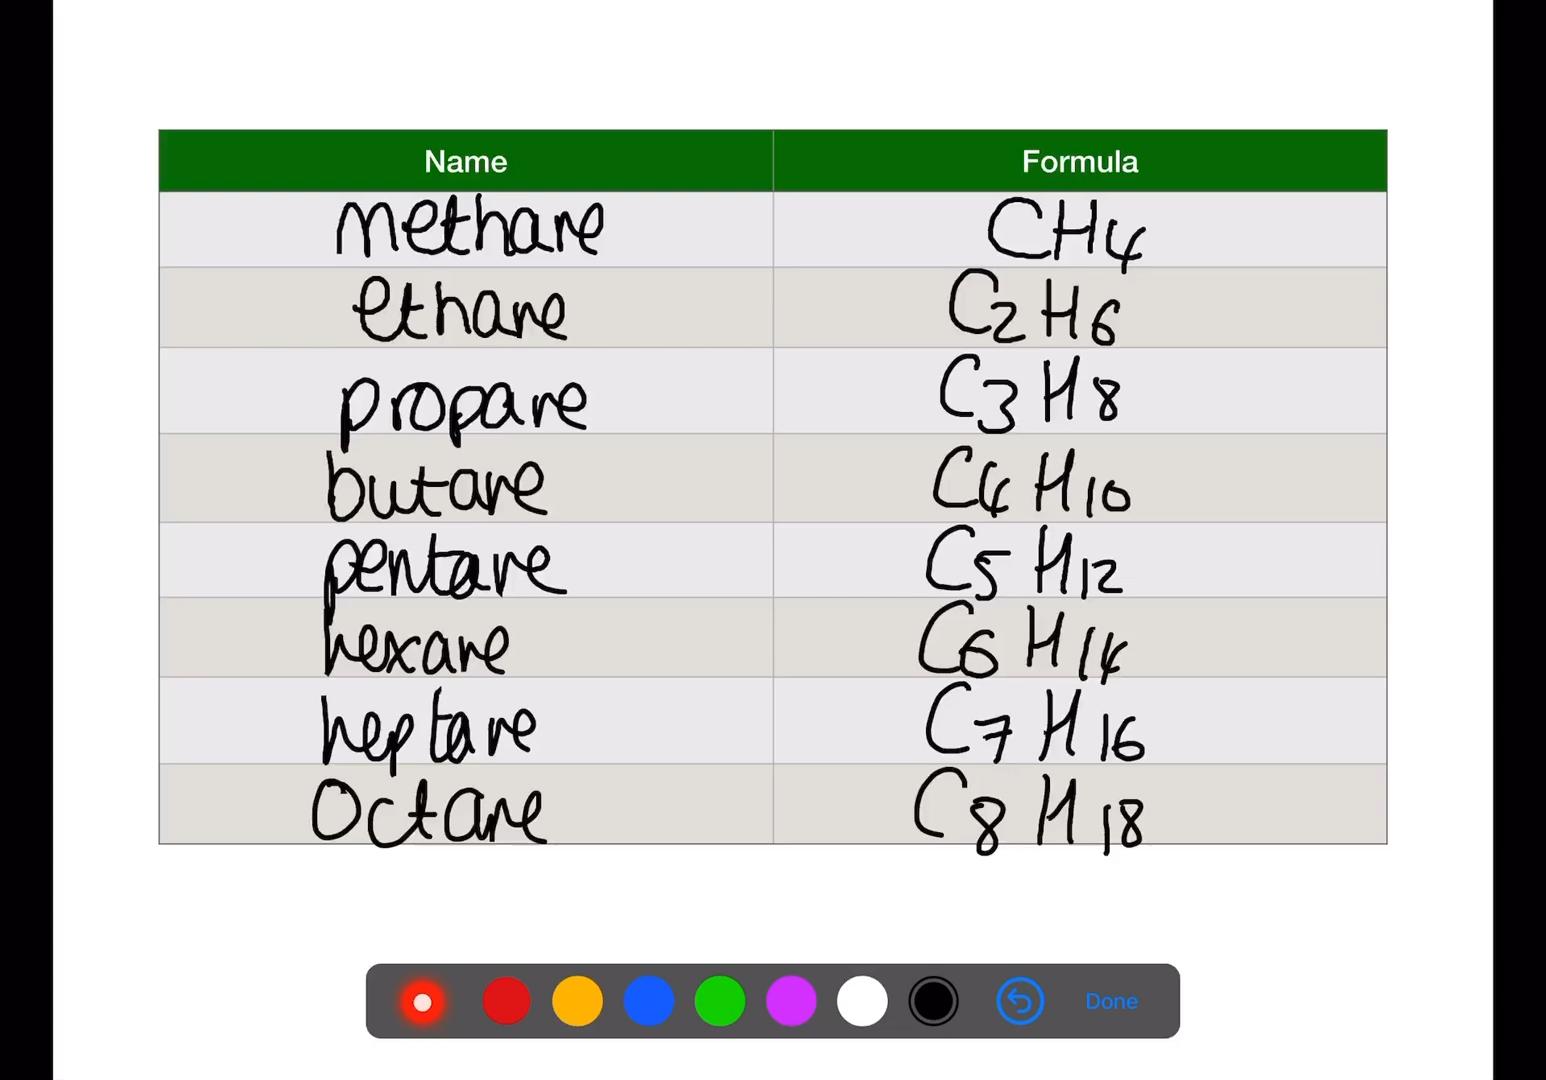 Name Formula
methane CH4
ethane C2H6
propane C3H8
butane C4H10
pentane C5H12
hexane C6H14
heptane C7H16
Octane C8H18
Done